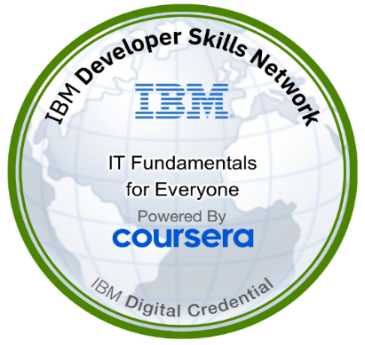 IBM Developer Skills Network
IBM
IT Fundamentals
for Everyone
Powered By
coursera
IBM Digital Credential